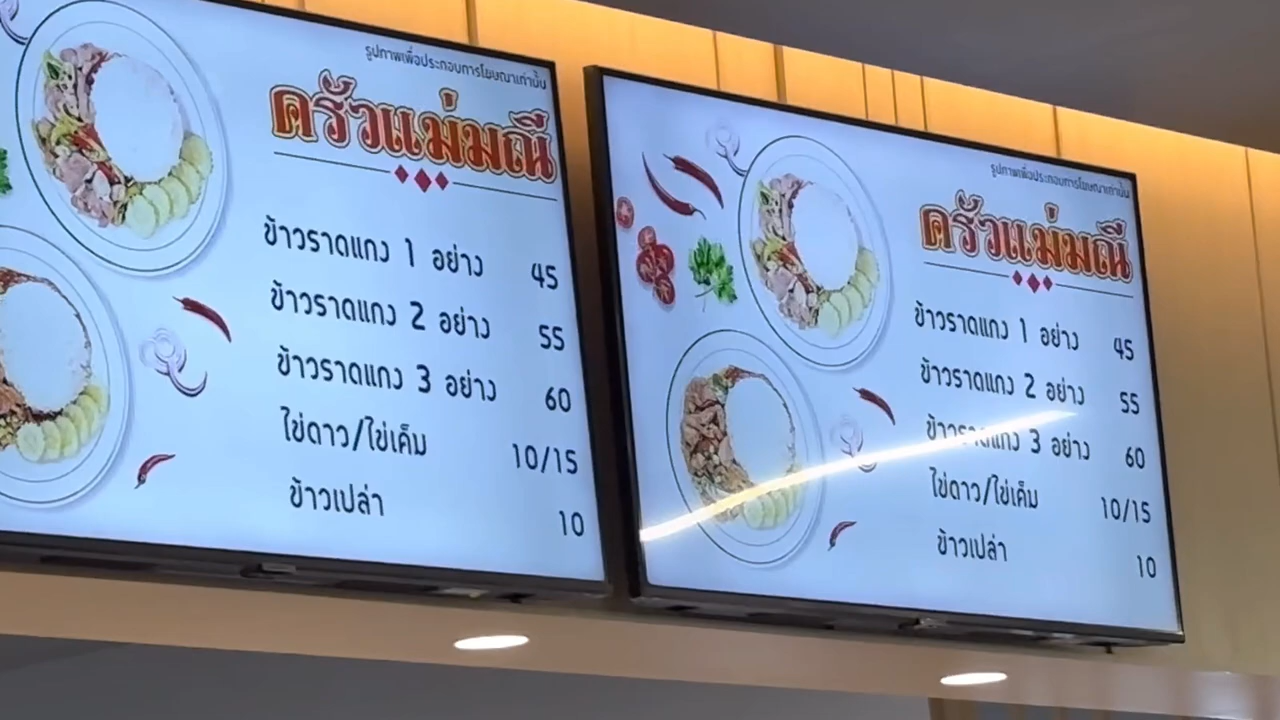 รูปภาพเพื่อประกอบการโฆษณาเท่านั้น
ครัวแม่มณี
ข้าวราดแกง 1 อย่าง 45
ข้าวราดแกง 2 อย่าง 55
ข้าวราดแกง 3 อย่าง 60
ไข่ดาว/ไข่เค็ม 10/15
ข้าวเปล่า 10
รูปภาพเพื่อประกอบการโฆษณาเท่านั้น
ครัวแม่มณี
ข้าวราดแกง 1 อย่าง 45
ข้าวราดแกง 2 อย่าง 55
ข้าวราดแกง 3 อย่าง 60
ไข่ดาว/ไข่เค็ม 10/15
ข้าวเปล่า 10